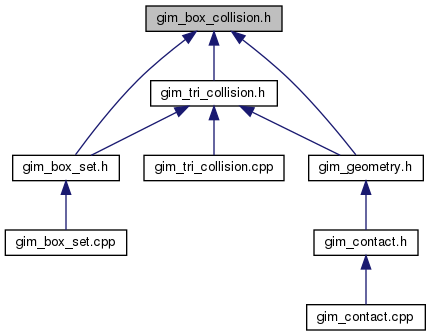 gim_box_collision.h
gim_tri_collision.h
gim_box_set.h
gim_tri_collision.cpp
gim_geometry.h
gim_box_set.cpp
gim_contact.h
gim_contact.cpp